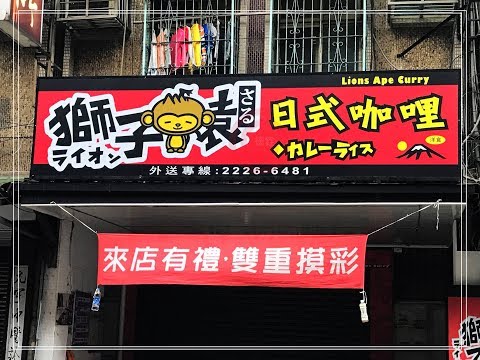 Lions Ape Curry
獅子猿
ライオン
さる
日式咖哩
カレーライス
外送專線:2226-6481
來店有禮·雙重摸彩
獅